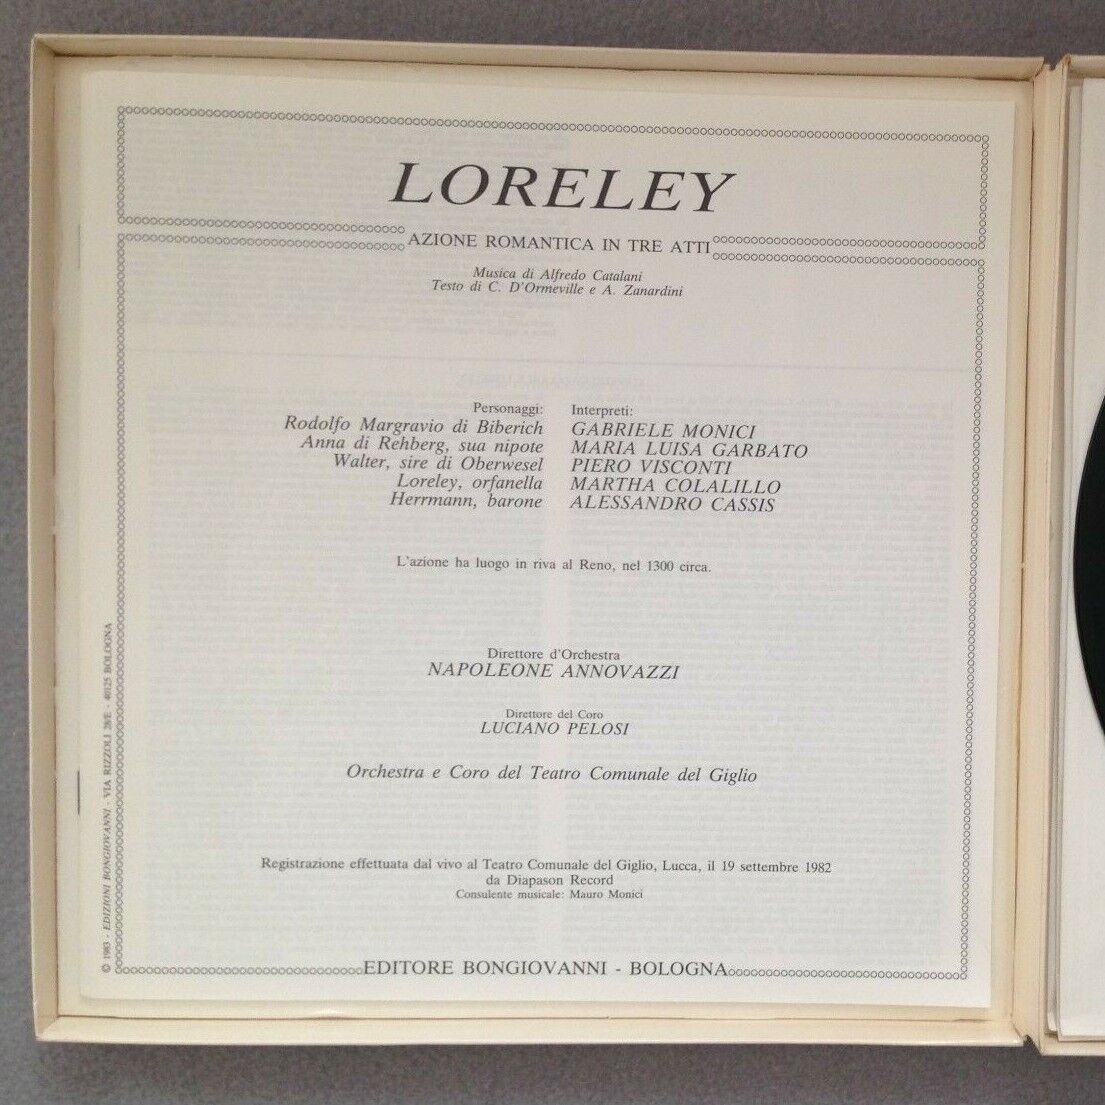 LORELEY
AZIONE ROMANTICA IN TRE ATTI
Musica di Alfredo Catalani
Testo di C. D'Ormeville e A. Zanardini
Personaggi: Interpreti:
Rodolfo Margravio di Biberich GABRIELE MONICI
Anna di Rehberg, sua nipote MARIA LUISA GARBATO
Walter, sire di Oberwesel PIERO VISCONTI
Loreley, orfanella MARTHA COLALILLO
Herrmann, barone ALESSANDRO CASSIS
L'azione ha luogo in riva al Reno, nel 1300 circa.
Direttore d'Orchestra
NAPOLEONE ANNOVAZZI
Direttore del Coro
LUCIANO PELOSI
Orchestra e Coro del Teatro Comunale del Giglio
Registrazione effettuata dal vivo al Teatro Comunale del Giglio, Lucca, il 19 settembre 1982
da Diapason Record
Consulente musicale: Mauro Monici
EDITORE BONGIOVANNI - BOLOGNA
© 1983 - EDIZIONI BONGIOVANNI - VIA RIZZOLI 28/E - 40125 BOLOGNA